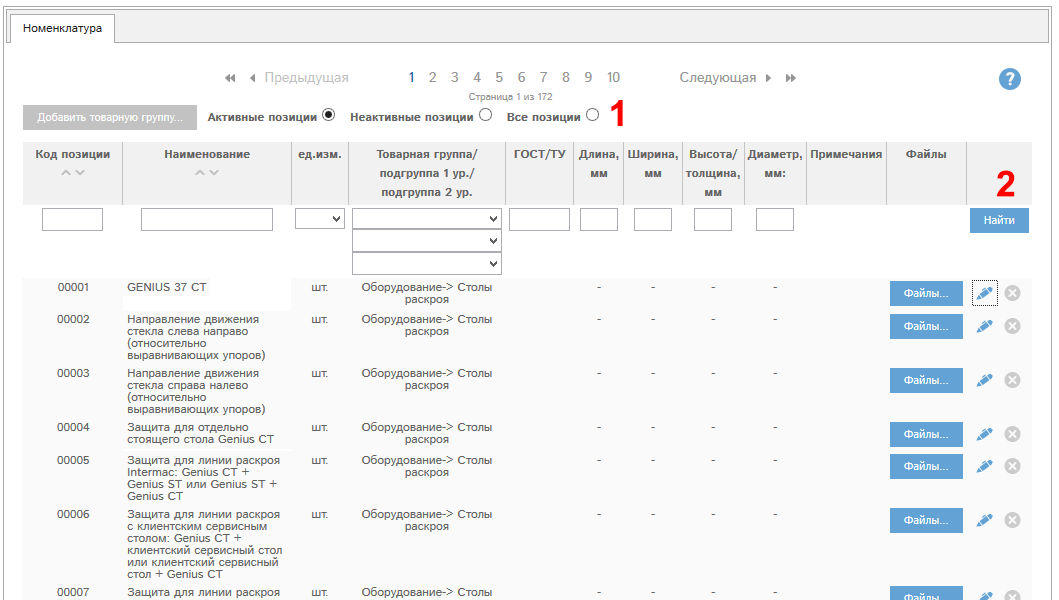 Номенклатура
Предыдущая 1 2 3 4 5 6 7 8 9 10 Следующая ?
Страница 1 из 172
Добавить товарную группу... Активные позиции Неактивные позиции Все позиции 1
Код позиции Наименование ед.изм. Товарная группа/ ГОСТ/ТУ Длина, Ширина, Высота/ Диаметр, Примечания Файлы
подгруппа 1 ур./ мм мм толщина, мм:
подгруппа 2 ур. мм 2
Найти
00001 GENIUS 37 CT шт. Оборудование-> Столы - - - - Файлы...
раскроя
00002 Направление движения шт. Оборудование-> Столы - - - - Файлы...
стекла слева направо раскроя
(относительно
выравнивающих упоров)
00003 Направление движения шт. Оборудование-> Столы - - - - Файлы...
стекла справа налево раскроя
(относительно
выравнивающих упоров)
00004 Защита для отдельно шт. Оборудование-> Столы - - - - Файлы...
стоящего стола Genius CT раскроя
00005 Защита для линии раскроя шт. Оборудование-> Столы - - - - Файлы...
Intermac: Genius CT + раскроя
Genius ST или Genius ST +
Genius CT
00006 Защита для линии раскроя шт. Оборудование-> Столы - - - - Файлы...
с клиентским сервисным раскроя
столом: Genius CT +
клиентский сервисный стол
или клиентский сервисный
стол + Genius CT
00007 Защита для линии раскроя шт. Оборудование-> Столы - - - - Файлы...